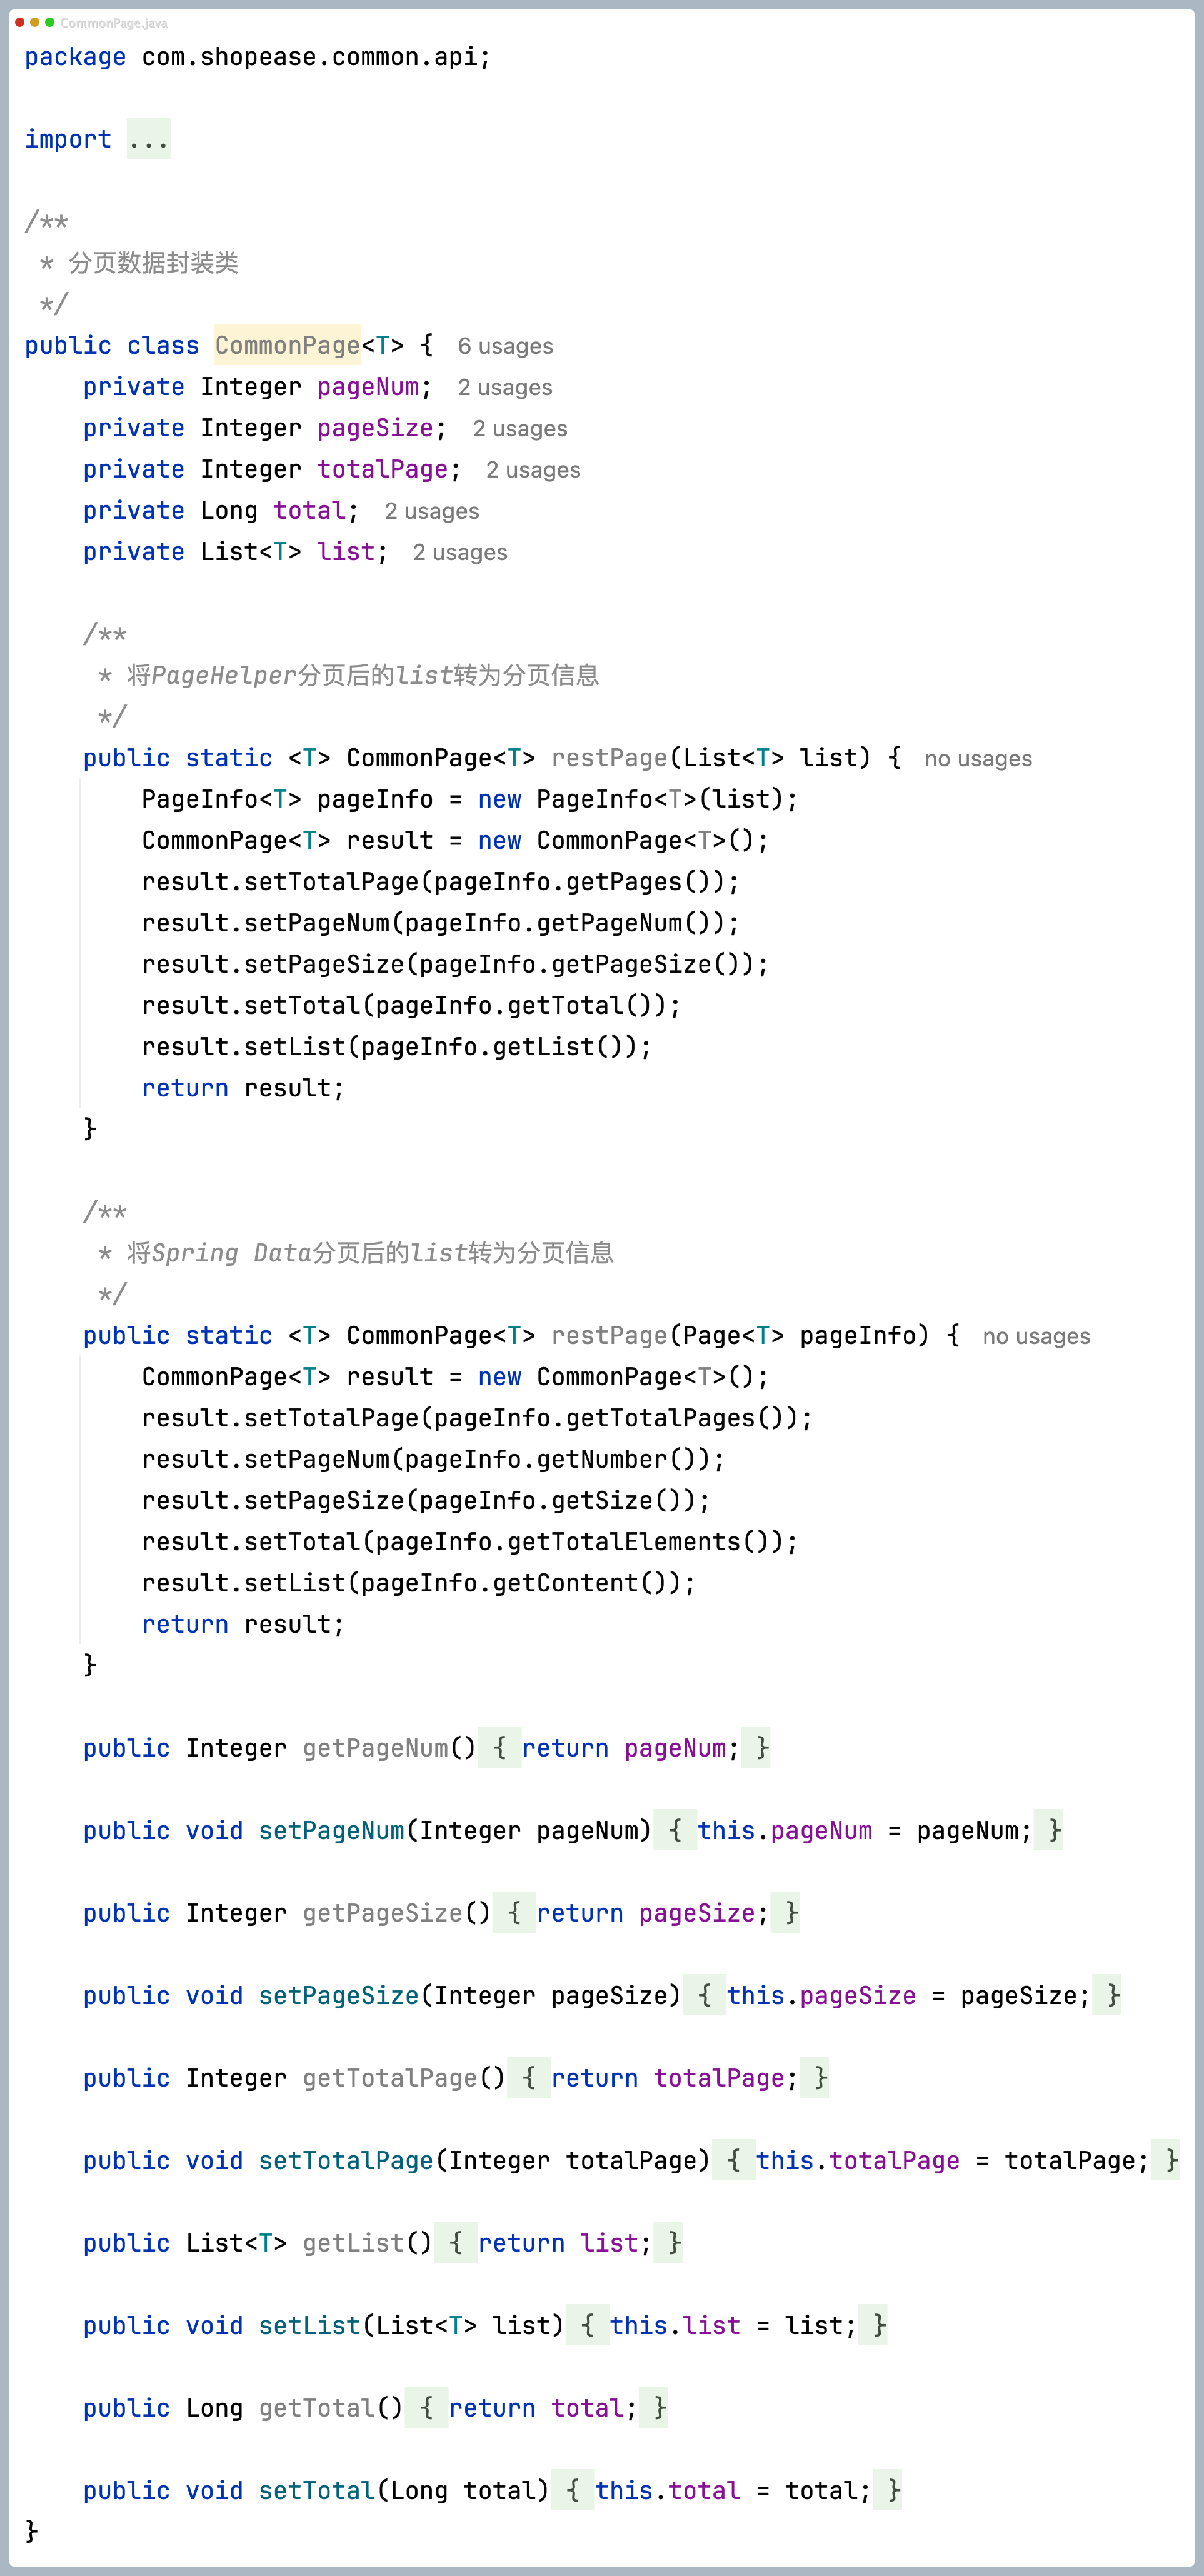 CommonPage.java
package com.shopease.common.api;
import ...
/**
 * 分页数据封装类
 */
public class CommonPage<T> { 6 usages
    private Integer pageNum; 2 usages
    private Integer pageSize; 2 usages
    private Integer totalPage; 2 usages
    private Long total; 2 usages
    private List<T> list; 2 usages
    /**
     * 将PageHelper分页后的list转为分页信息
     */
    public static <T> CommonPage<T> restPage(List<T> list) { no usages
        PageInfo<T> pageInfo = new PageInfo<T>(list);
        CommonPage<T> result = new CommonPage<T>();
        result.setTotalPage(pageInfo.getPages());
        result.setPageNum(pageInfo.getPageNum());
        result.setPageSize(pageInfo.getPageSize());
        result.setTotal(pageInfo.getTotal());
        result.setList(pageInfo.getList());
        return result;
    }
    /**
     * 将Spring Data分页后的list转为分页信息
     */
    public static <T> CommonPage<T> restPage(Page<T> pageInfo) { no usages
        CommonPage<T> result = new CommonPage<T>();
        result.setTotalPage(pageInfo.getTotalPages());
        result.setPageNum(pageInfo.getNumber());
        result.setPageSize(pageInfo.getSize());
        result.setTotal(pageInfo.getTotalElements());
        result.setList(pageInfo.getContent());
        return result;
    }
    public Integer getPageNum() { return pageNum; }
    public void setPageNum(Integer pageNum) { this.pageNum = pageNum; }
    public Integer getPageSize() { return pageSize; }
    public void setPageSize(Integer pageSize) { this.pageSize = pageSize; }
    public Integer getTotalPage() { return totalPage; }
    public void setTotalPage(Integer totalPage) { this.totalPage = totalPage; }
    public List<T> getList() { return list; }
    public void setList(List<T> list) { this.list = list; }
    public Long getTotal() { return total; }
    public void setTotal(Long total) { this.total = total; }
}